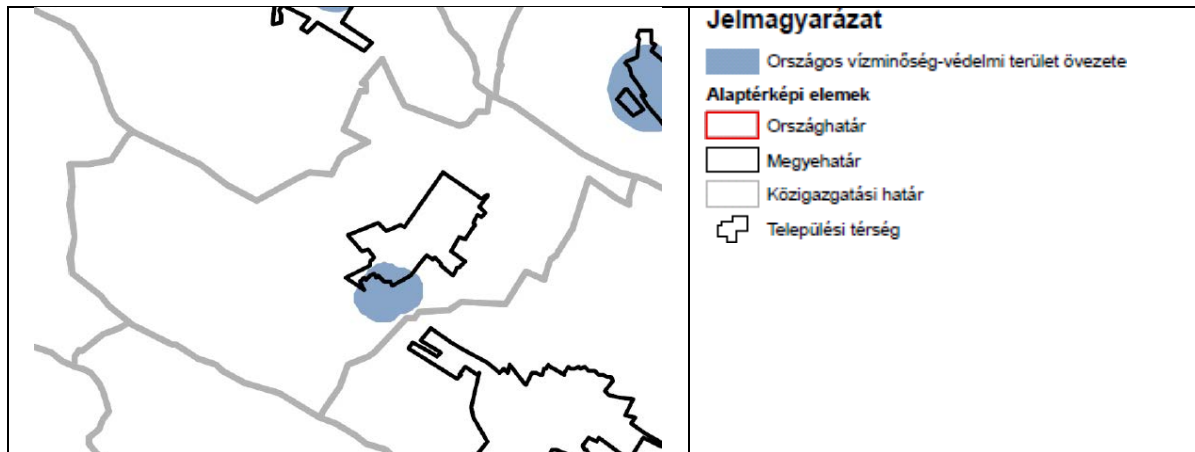 Jelmagyarázat
Országos vízminőség-védelmi terület övezete
Alaptérképi elemek
Országhatár
Megyehatár
Közigazgatási határ
Települési térség